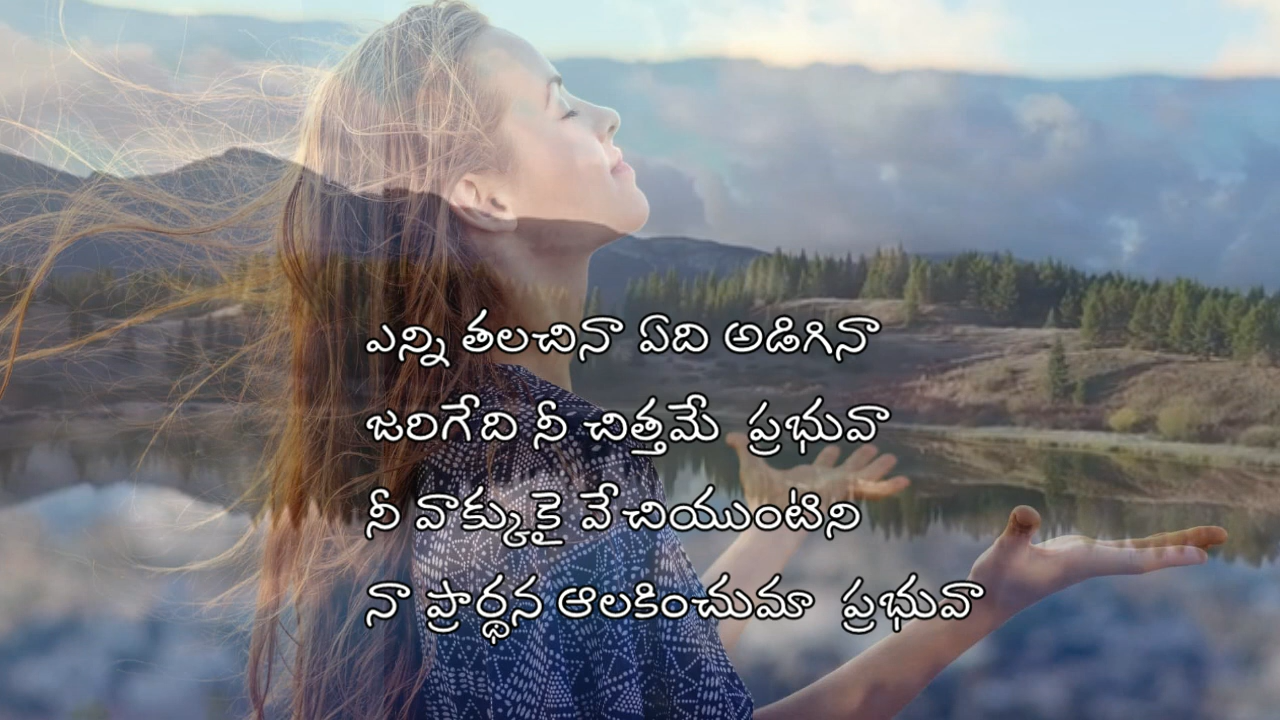 ఎన్ని తలచినా ఏది అడిగినా
జరిగేది నీ చిత్తమే ప్రభువా
నీ వాక్కుకై వేచియుంటిని
నా ప్రార్థన ఆలకించుమా ప్రభువా